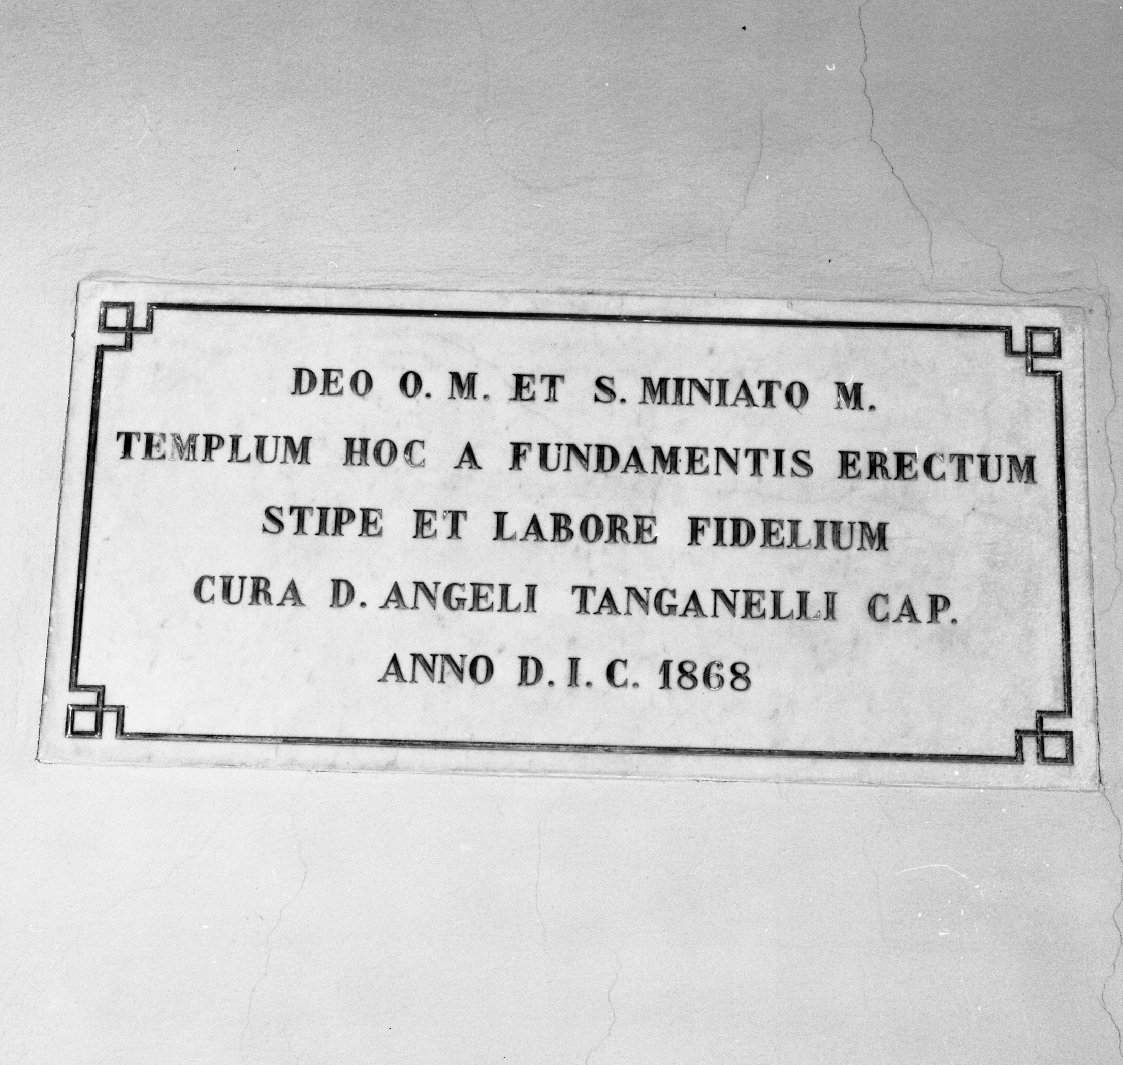 DEO O. M. ET S. MINIATO M.
TEMPLUM HOC A FUNDAMENTIS ERECTUM
STIPE ET LABORE FIDELIUM
CURA D. ANGELI TANGANELLI CAP.
ANNO D. I. C. 1868